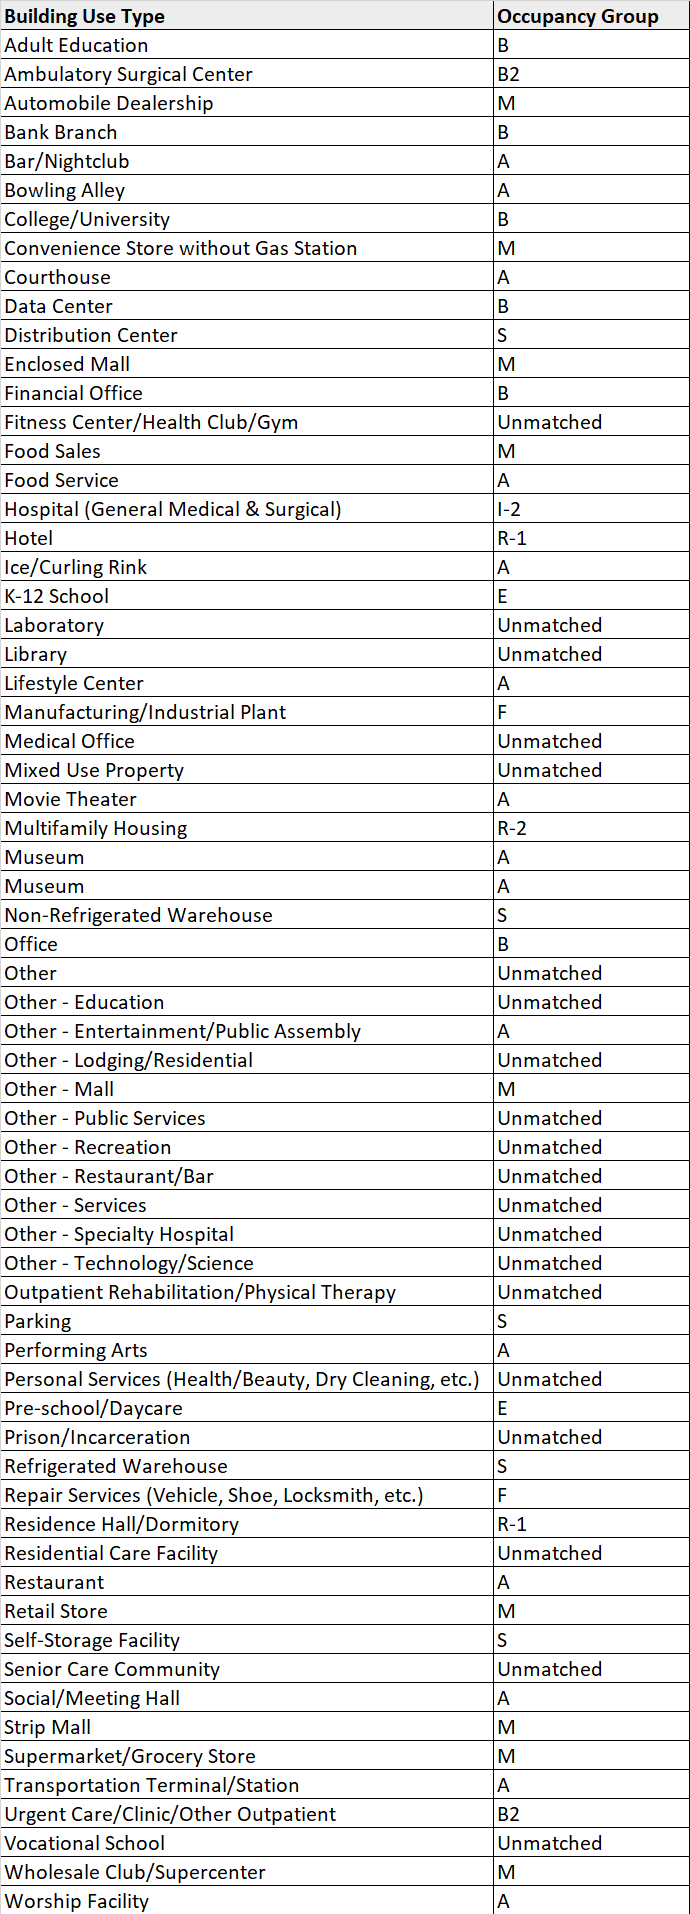 Building Use Type Occupancy Group
Adult Education B
Ambulatory Surgical Center B2
Automobile Dealership M
Bank Branch B
Bar/Nightclub A
Bowling Alley A
College/University B
Convenience Store without Gas Station M
Courthouse A
Data Center B
Distribution Center S
Enclosed Mall M
Financial Office B
Fitness Center/Health Club/Gym Unmatched
Food Sales M
Food Service A
Hospital (General Medical & Surgical) I-2
Hotel R-1
Ice/Curling Rink A
K-12 School E
Laboratory Unmatched
Library Unmatched
Lifestyle Center A
Manufacturing/Industrial Plant F
Medical Office Unmatched
Mixed Use Property Unmatched
Movie Theater A
Multifamily Housing R-2
Museum A
Museum A
Non-Refrigerated Warehouse S
Office B
Other Unmatched
Other - Education Unmatched
Other - Entertainment/Public Assembly A
Other - Lodging/Residential Unmatched
Other - Mall M
Other - Public Services Unmatched
Other - Recreation Unmatched
Other - Restaurant/Bar Unmatched
Other - Services Unmatched
Other - Specialty Hospital Unmatched
Other - Technology/Science Unmatched
Outpatient Rehabilitation/Physical Therapy Unmatched
Parking S
Performing Arts A
Personal Services (Health/Beauty, Dry Cleaning, etc.) Unmatched
Pre-school/Daycare E
Prison/Incarceration Unmatched
Refrigerated Warehouse S
Repair Services (Vehicle, Shoe, Locksmith, etc.) F
Residence Hall/Dormitory R-1
Residential Care Facility Unmatched
Restaurant A
Retail Store M
Self-Storage Facility S
Senior Care Community Unmatched
Social/Meeting Hall A
Strip Mall M
Supermarket/Grocery Store M
Transportation Terminal/Station A
Urgent Care/Clinic/Other Outpatient B2
Vocational School Unmatched
Wholesale Club/Supercenter M
Worship Facility A